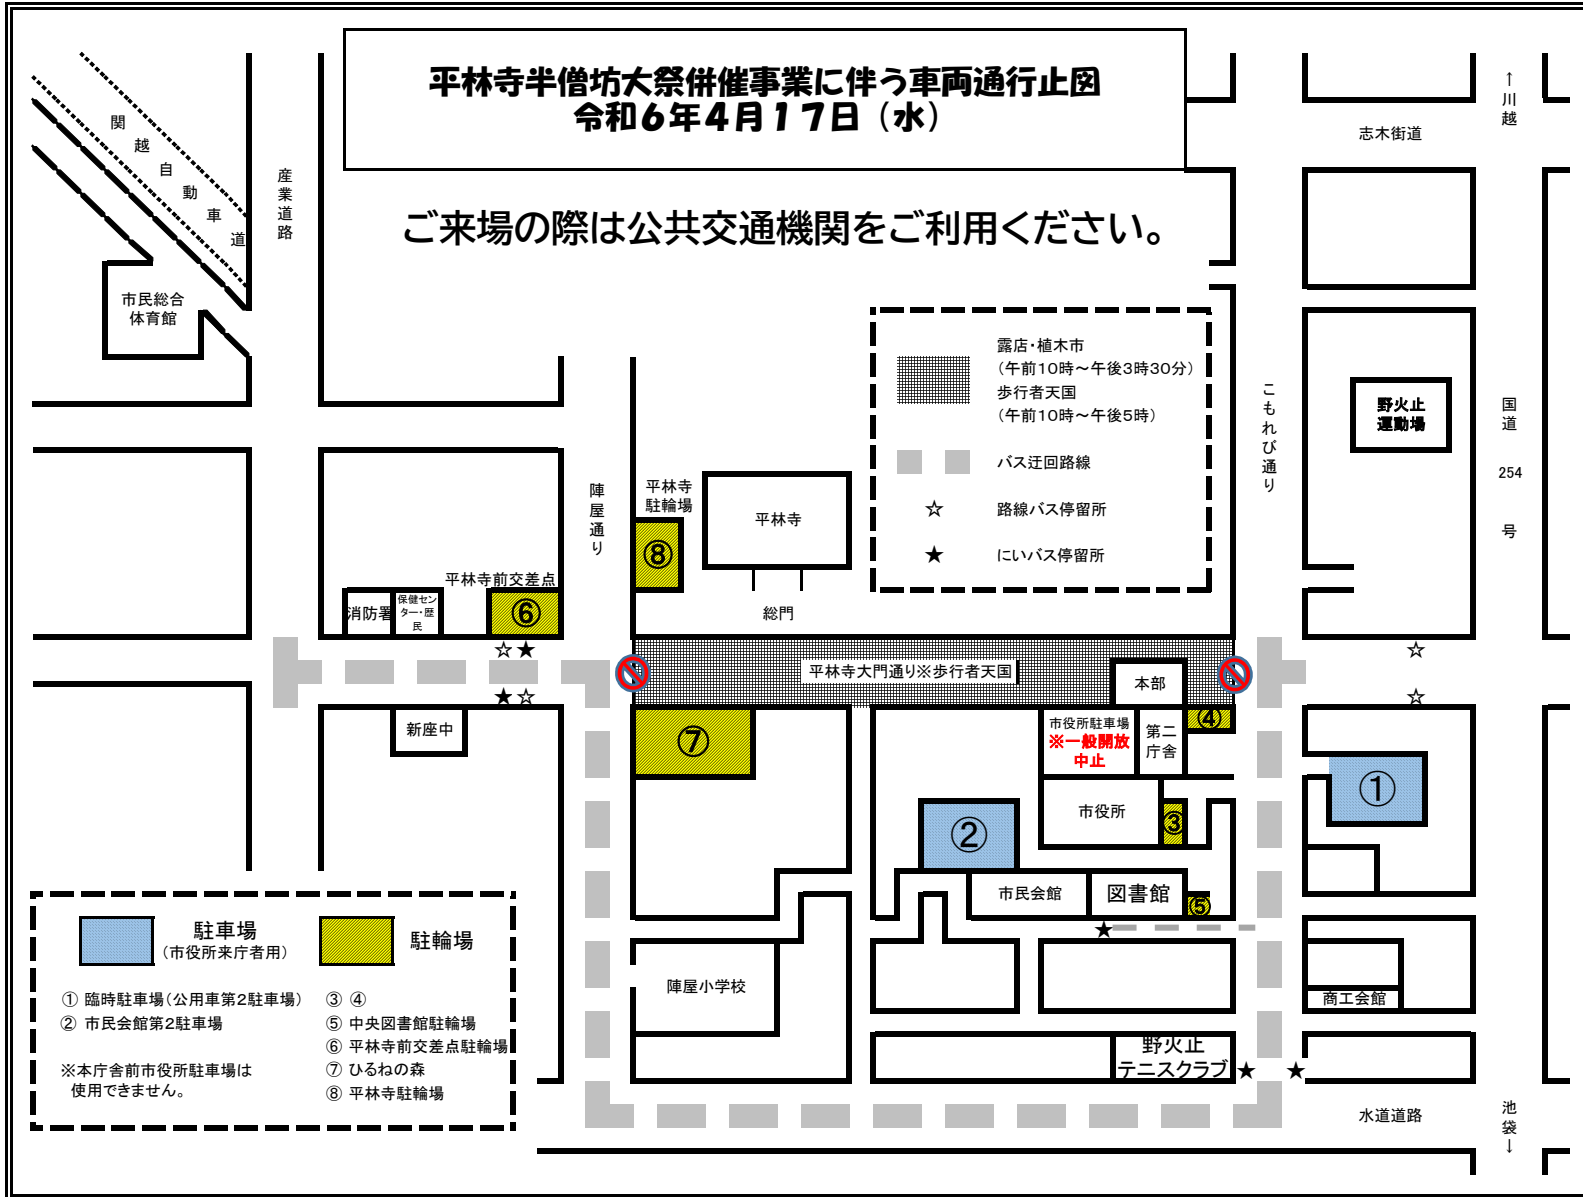 平林寺半僧坊大祭併催事業に伴う車両通行止図
令和6年4月17日（水）
ご来場の際は公共交通機関をご利用ください。
関越自動車道
産業道路
市民総合
体育館
↑川越
志木街道
露店・植木市
(午前10時～午後3時30分)
歩行者天国
(午前10時～午後5時)
バス迂回路線
☆ 路線バス停留所
★ にいバス停留所
こもれび通り
野火止
運動場
国道254号
陣屋通り
平林寺
駐輪場
⑧
平林寺
総門
平林寺前交差点
消防署
保健セン
ター・歴
民
⑥
☆★
★☆
平林寺大門通り※歩行者天国
本部
☆
☆
新座中
⑦
市役所駐車場
※一般開放
中止
第二
庁舎
④
①
②
市役所
③
市民会館
図書館
⑤
★
陣屋小学校
商工会館
野火止
テニスクラブ
★ ★
水道道路
池袋↓
駐車場
(市役所来庁者用)
駐輪場
① 臨時駐車場(公用車第2駐車場)
② 市民会館第2駐車場
※本庁舎前市役所駐車場は
使用できません。
③ ④
⑤ 中央図書館駐輪場
⑥ 平林寺前交差点駐輪場
⑦ ひるねの森
⑧ 平林寺駐輪場